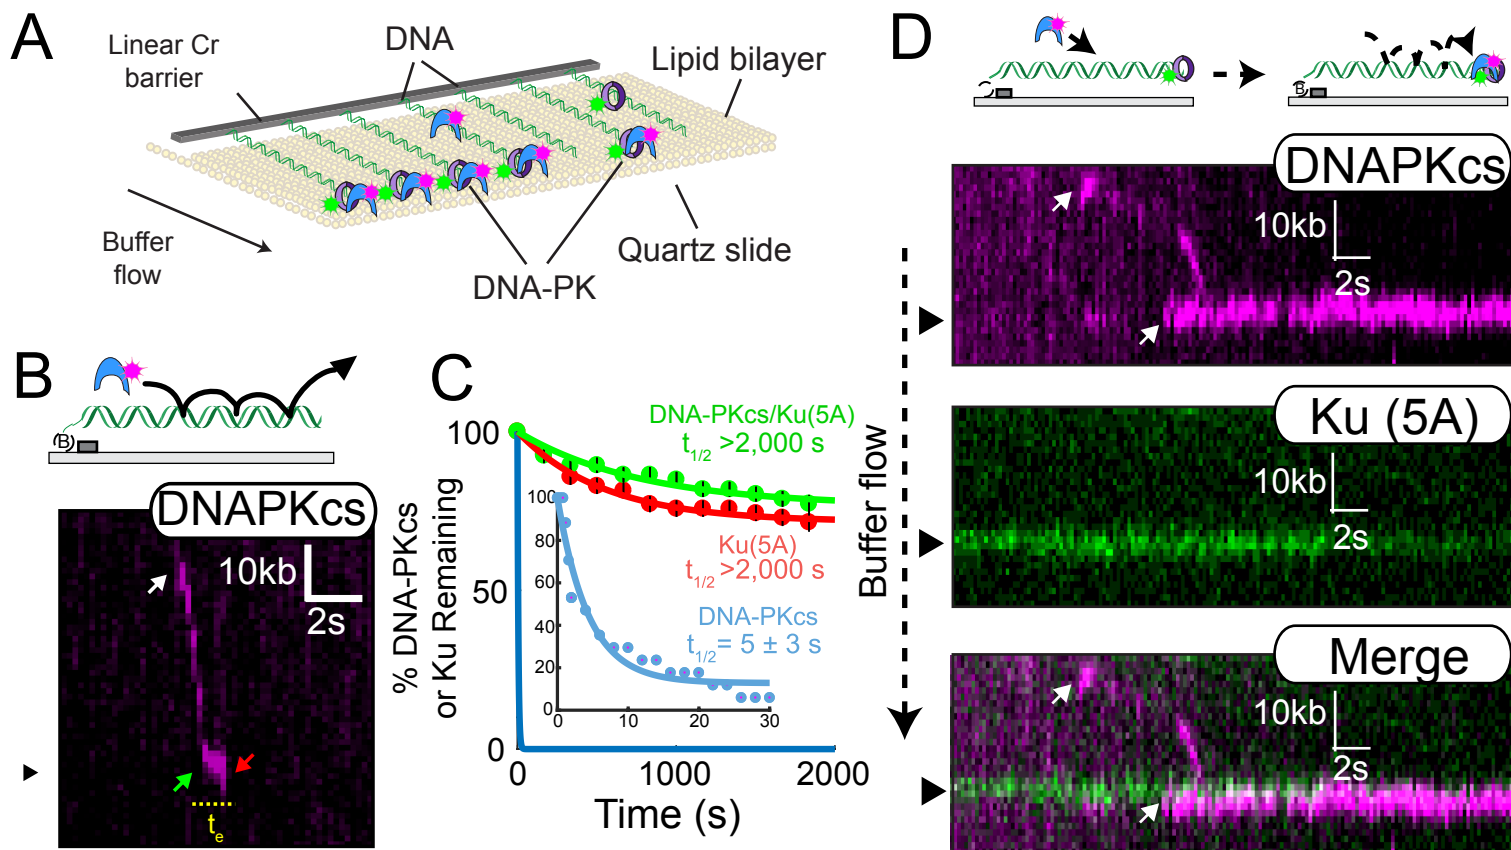 A
Linear Cr
barrier
DNA
Lipid bilayer
Buffer
flow
DNA-PK
Quartz slide
B
(B)
DNAPKcs
10kb
2s
te
C
% DNA-PKcs
or Ku Remaining
100
50
0
0
1000
2000
Time (s)
DNA-PKcs/Ku(5A)
t1/2 >2,000 s
Ku(5A)
t1/2 >2,000 s
DNA-PKcs
t1/2 = 5 ± 3 s
100
80
60
40
20
0
0
10
20
30
D
B
Buffer flow
DNAPKcs
10kb
2s
Ku (5A)
10kb
2s
Merge
10kb
2s